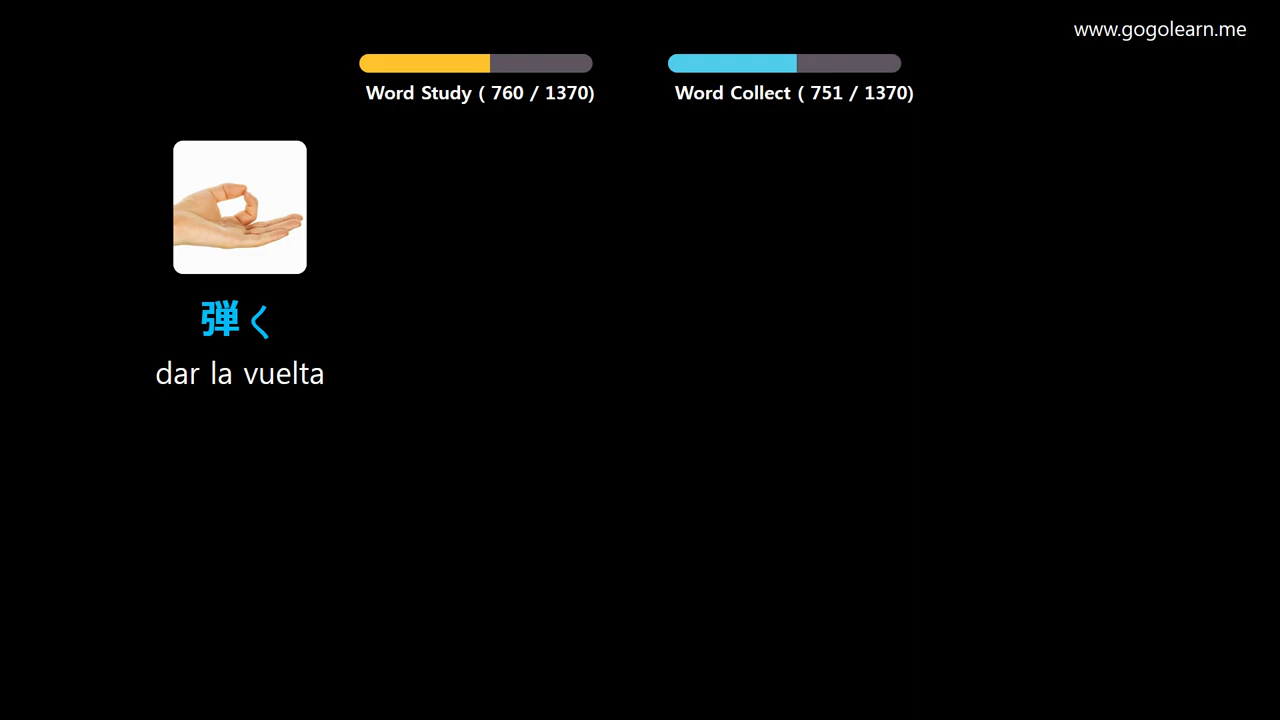 www.gogolearn.me
Word Study ( 760 / 1370)
Word Collect ( 751 / 1370)
弾く
dar la vuelta